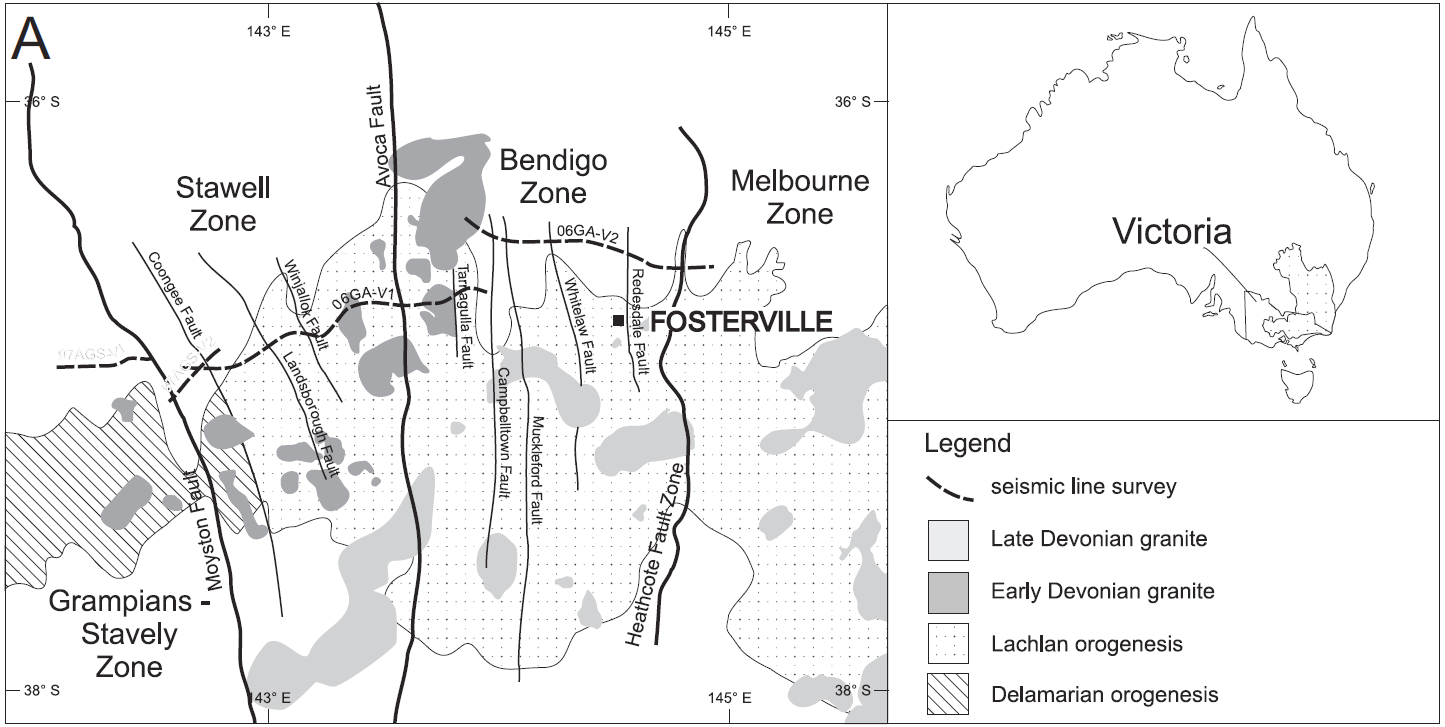 A
143° E
145° E
36° S
36° S
Avoca Fault
Stawell
Zone
Bendigo
Zone
Melbourne
Zone
Victoria
Coongee Fault
Winjallok Fault
06GA-V1
06GA-V2
Tarnagulla Fault
Whitelaw Fault
Redesdale Fault
FOSTERVILLE
97AGS-V1
Landsborough Fault
Campbelltown Fault
Muckleford Fault
Moyston Fault
Heathcote Fault Zone
Grampians -
Stavely
Zone
38° S
143° E
145° E
38° S
Legend
seismic line survey
Late Devonian granite
Early Devonian granite
Lachlan orogenesis
Delamarian orogenesis